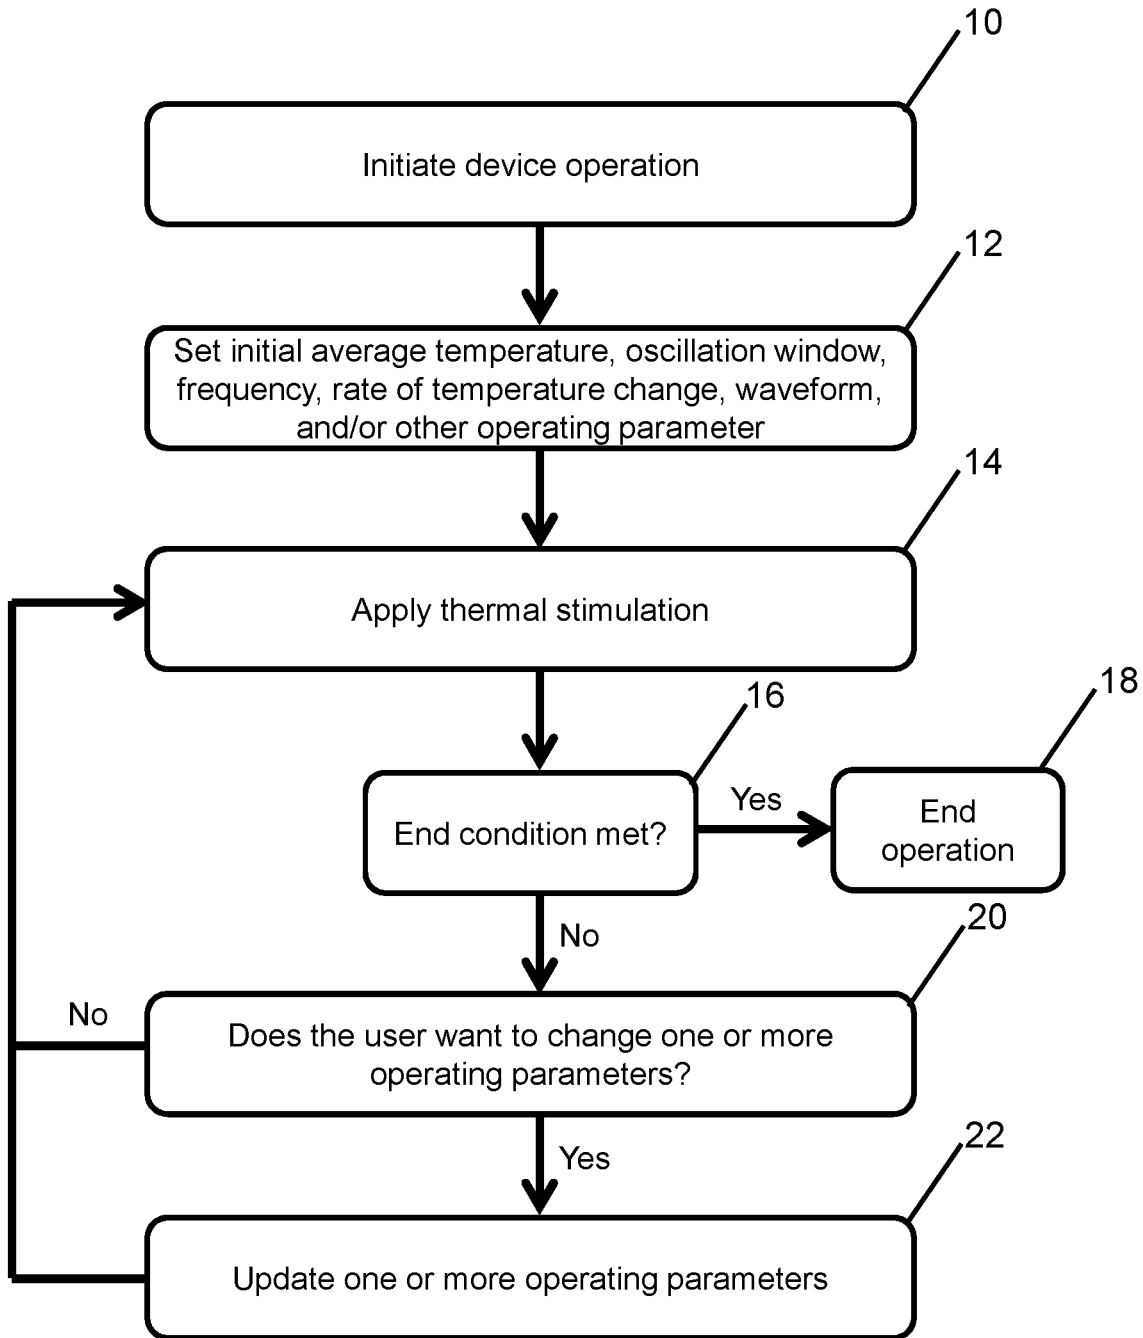 10
Initiate device operation
12
Set initial average temperature, oscillation window,
frequency, rate of temperature change, waveform,
and/or other operating parameter
14
Apply thermal stimulation
16
18
End condition met?
Yes
End
operation
No
20
No
Does the user want to change one or more
operating parameters?
Yes
22
Update one or more operating parameters